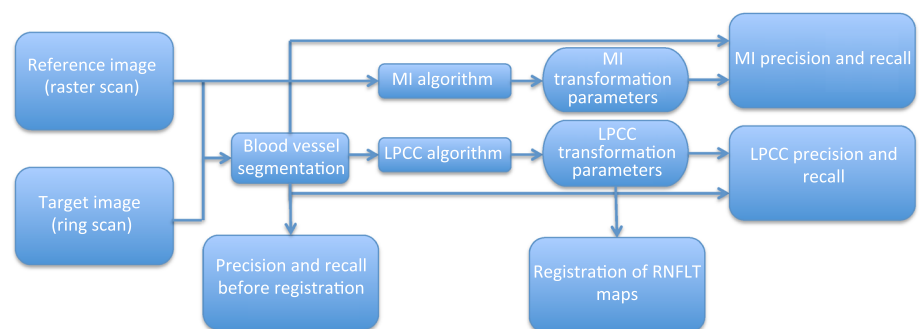 Reference image
(raster scan)
MI algorithm
MI
transformation
parameters
MI precision and recall
Blood vessel
segmentation
LPCC algorithm
LPCC
transformation
parameters
LPCC precision and
recall
Target image
(ring scan)
Precision and recall
before registration
Registration of RNFLT
maps